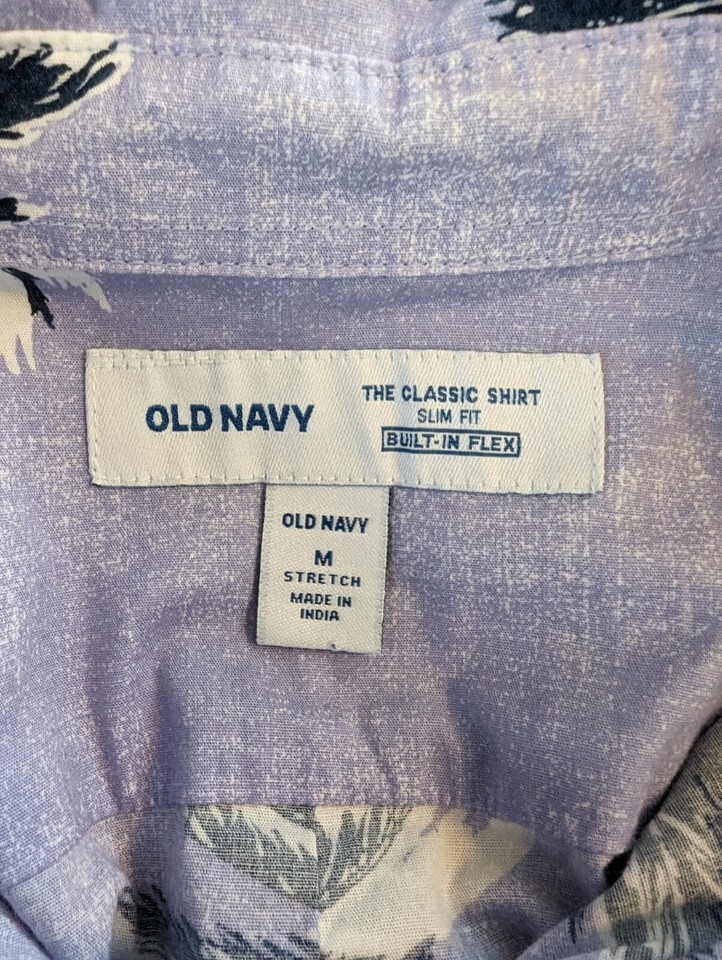 OLD NAVY
THE CLASSIC SHIRT
SLIM FIT
BUILT-IN FLEX
OLD NAVY
M
STRETCH
MADE IN
INDIA